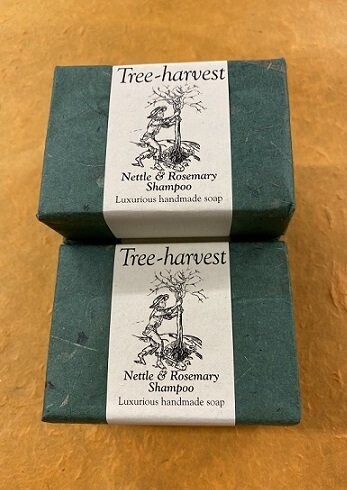 Tree-harvest
Nettle & Rosemary
Shampoo
Luxurious handmade soap
Tree-harvest
Nettle & Rosemary
Shampoo
Luxurious handmade soap